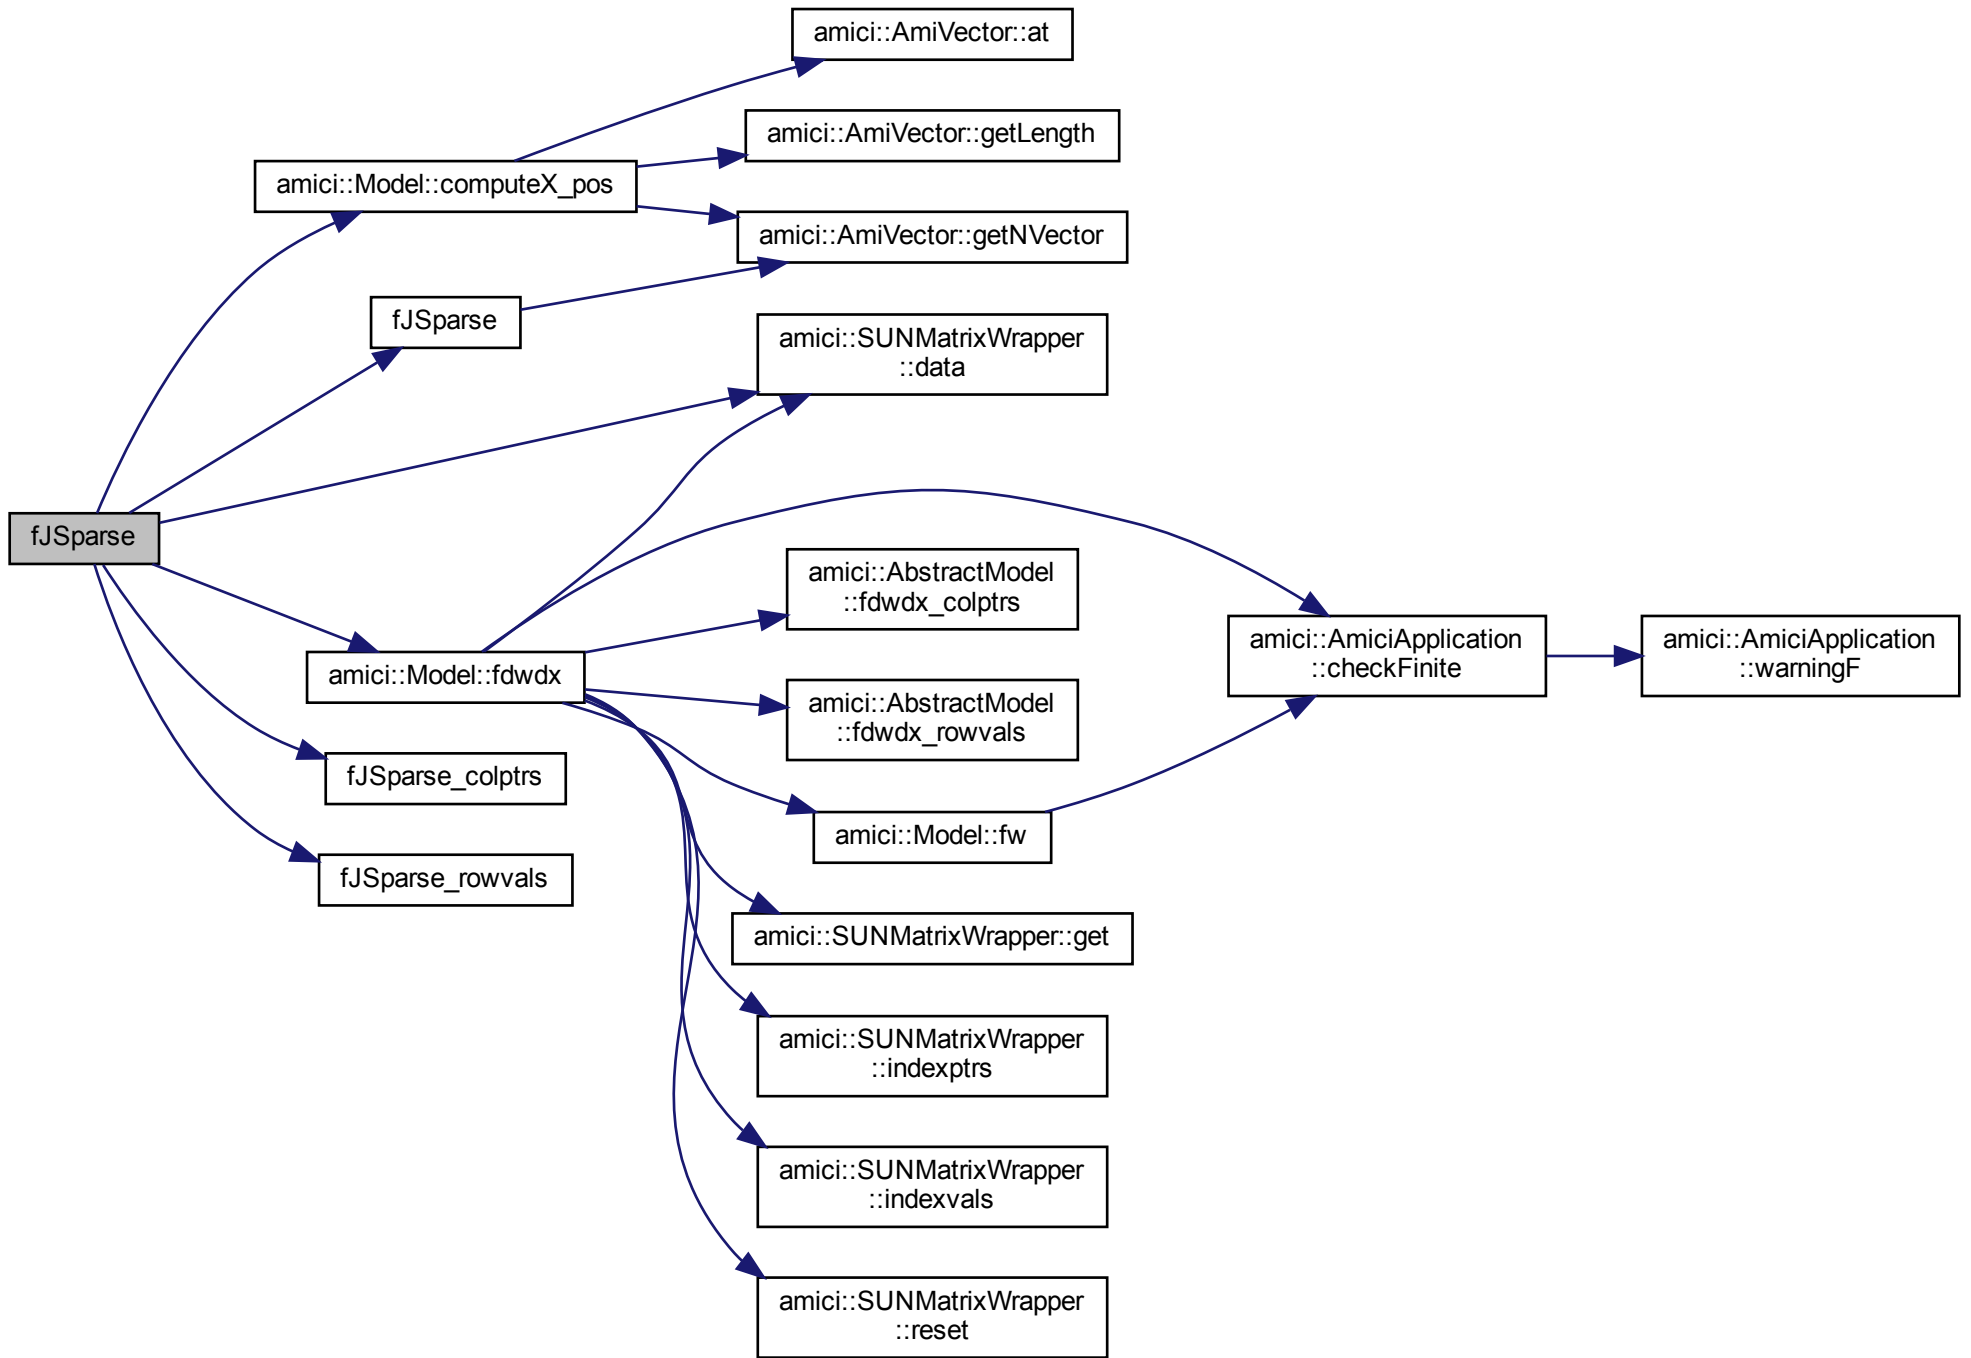 amici::AmiVector::at
amici::AmiVector::getLength
amici::Model::computeX_pos
amici::AmiVector::getNVector
fJSparse
amici::SUNMatrixWrapper
::data
fJSparse
amici::AbstractModel
::fdwdx_colptrs
amici::AmiciApplication
::checkFinite
amici::AmiciApplication
::warningF
amici::Model::fdwdx
amici::AbstractModel
::fdwdx_rowvals
fJSparse_colptrs
amici::Model::fw
fJSparse_rowvals
amici::SUNMatrixWrapper::get
amici::SUNMatrixWrapper
::indexptrs
amici::SUNMatrixWrapper
::indexvals
amici::SUNMatrixWrapper
::reset